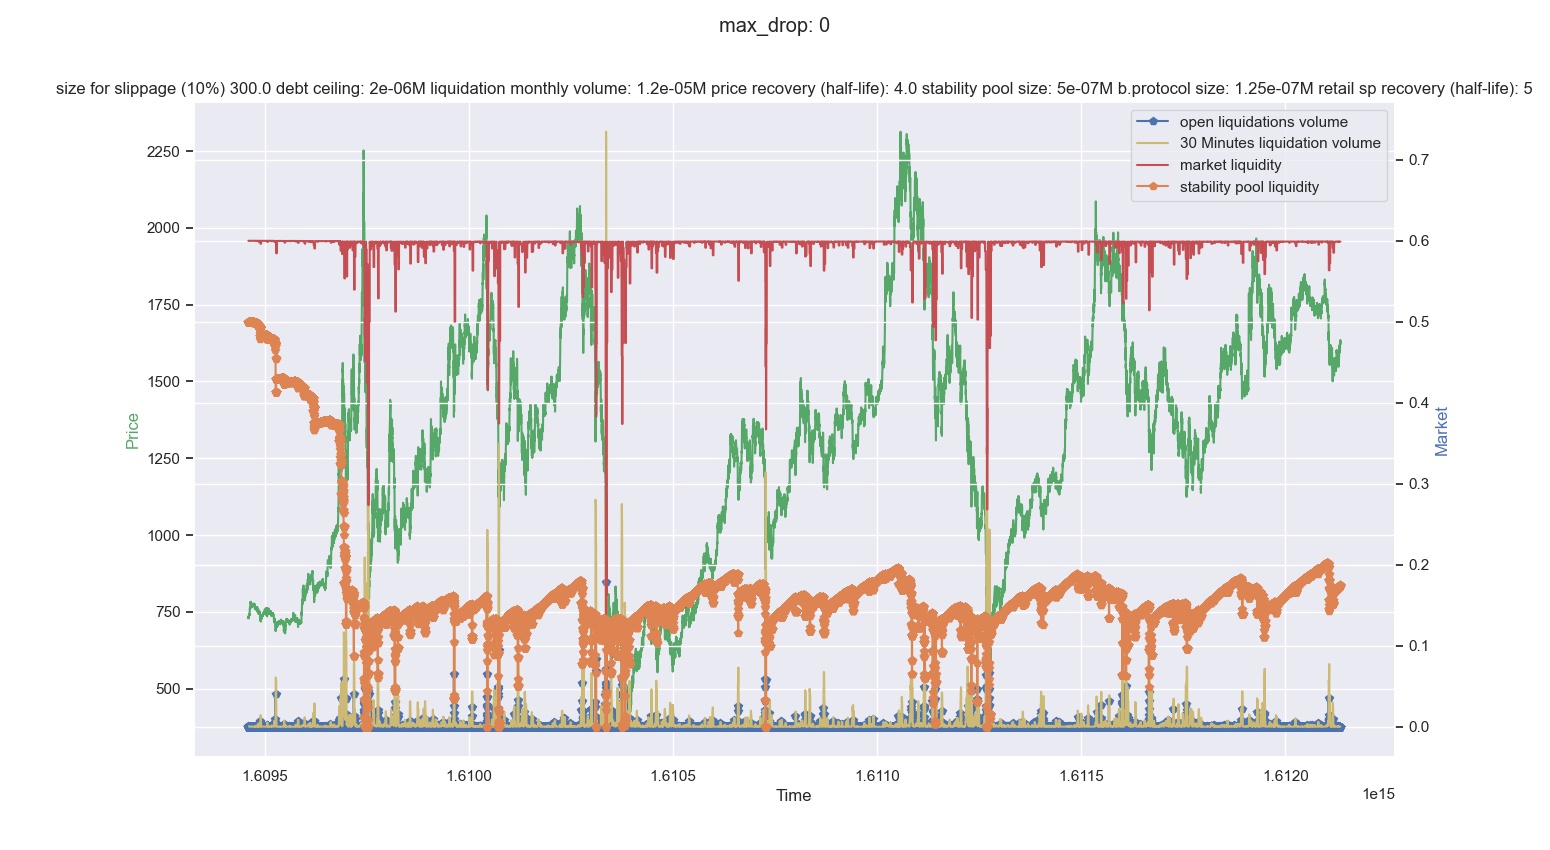 max_drop: 0
size for slippage (10%) 300.0 debt ceiling: 2e-06M liquidation monthly volume: 1.2e-05M price recovery (half-life): 4.0 stability pool size: 5e-07M b.protocol size: 1.25e-07M retail sp recovery (half-life): 5
open liquidations volume
30 Minutes liquidation volume
market liquidity
stability pool liquidity
2250
2000
1750
1500
1250
1000
750
500
Price
0.7
0.6
0.5
0.4
0.3
0.2
0.1
0.0
Market
1.6095 1.6100 1.6105 1.6110 1.6115 1.6120
Time
1e15